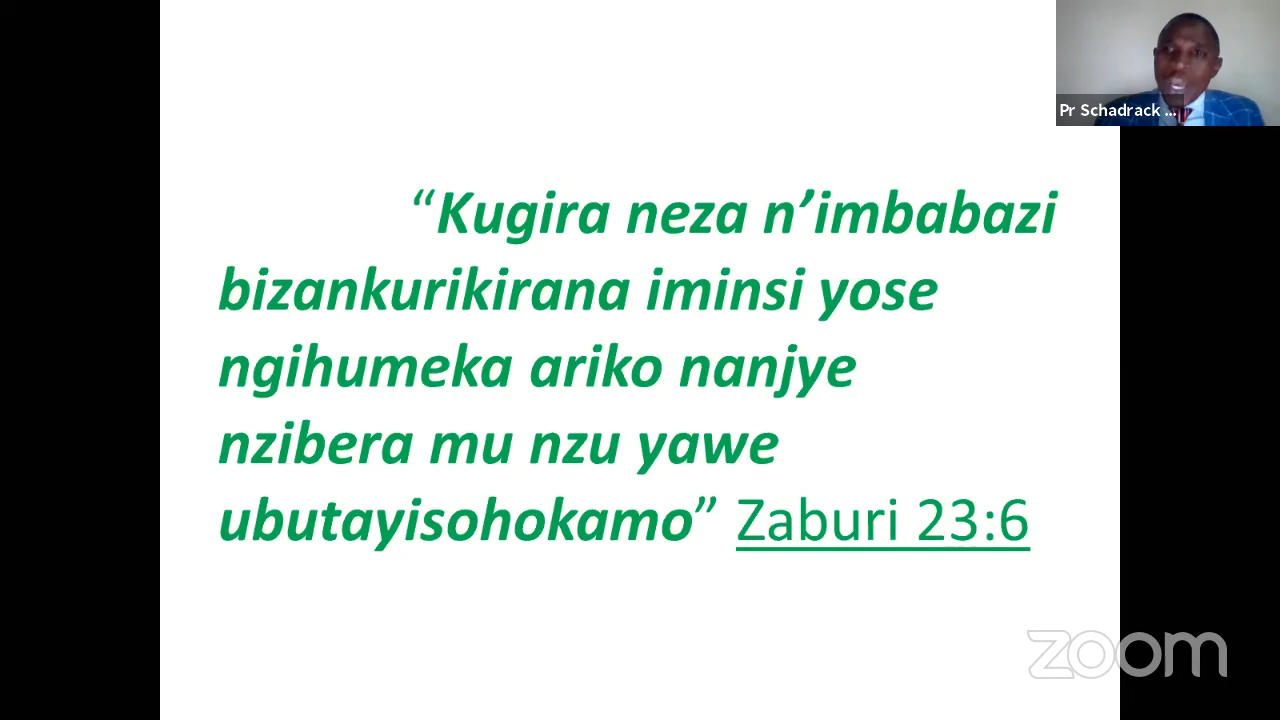 Pr Schadrack ...
“Kugira neza n’imbabazi
bizankurikirana iminsi yose
ngihumeka ariko nanjye
nzibera mu nzu yawe
ubutayisohokamo” Zaburi 23:6
zoom